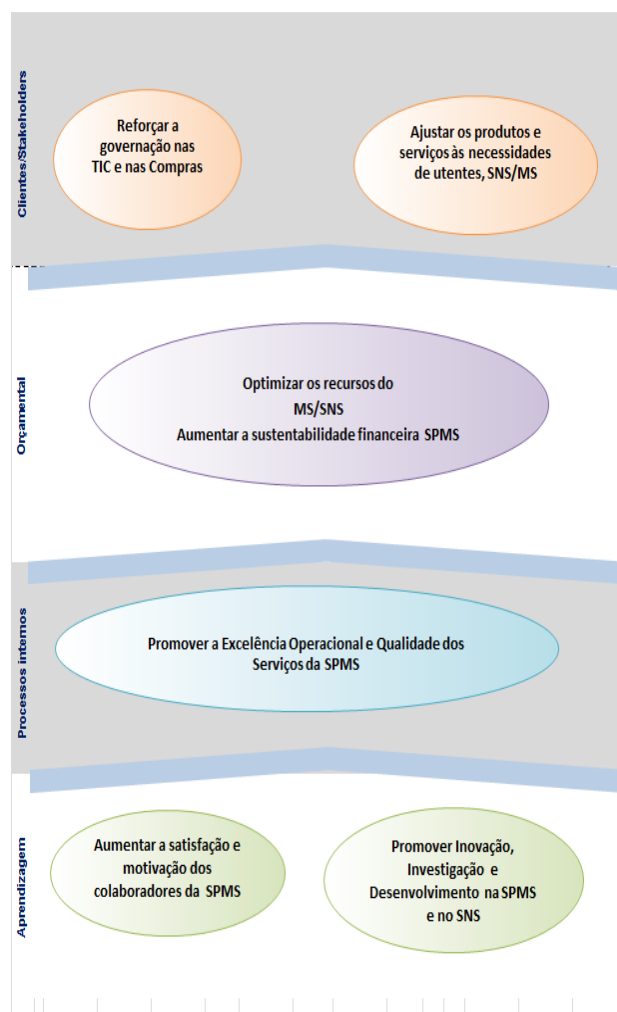 Clientes/Stakeholders
Reforçar a
governação nas
TIC e nas Compras
Ajustar os produtos e
serviços às necessidades
de utentes, SNS/MS
Orçamental
Optimizar os recursos do
MS/SNS
Aumentar a sustentabilidade financeira SPMS
Processos internos
Promover a Excelência Operacional e Qualidade dos
Serviços da SPMS
Aprendizagem
Aumentar a satisfação e
motivação dos
colaboradores da SPMS
Promover Inovação,
Investigação e
Desenvolvimento na SPMS
e no SNS